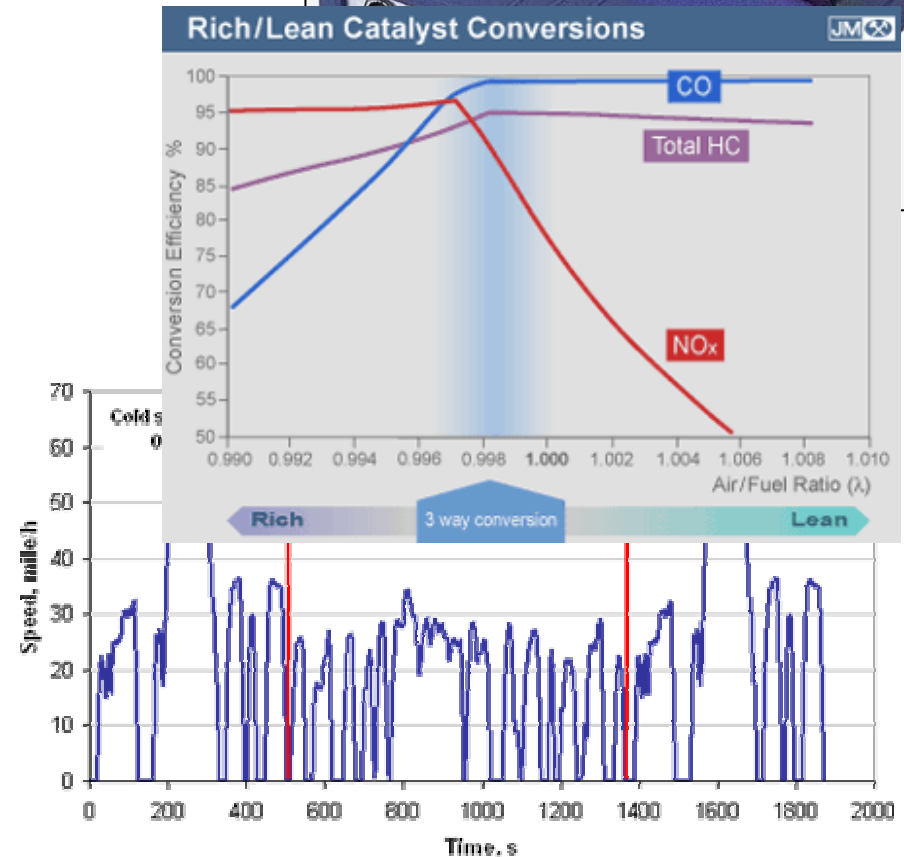 Rich/Lean Catalyst Conversions
JM
100
95
90
85
80
75
70
65
60
55
50
Conversion Efficiency %
CO
Total HC
NOx
0.990 0.992 0.994 0.996 0.998 1.000 1.002 1.004 1.006 1.008 1.010
Air/Fuel Ratio (λ)
Rich
3 way conversion
Lean
Cold s
0
70
60
50
40
30
20
10
0
Speed, mile/h
0 200 400 600 800 1000 1200 1400 1600 1800 2000
Time, s